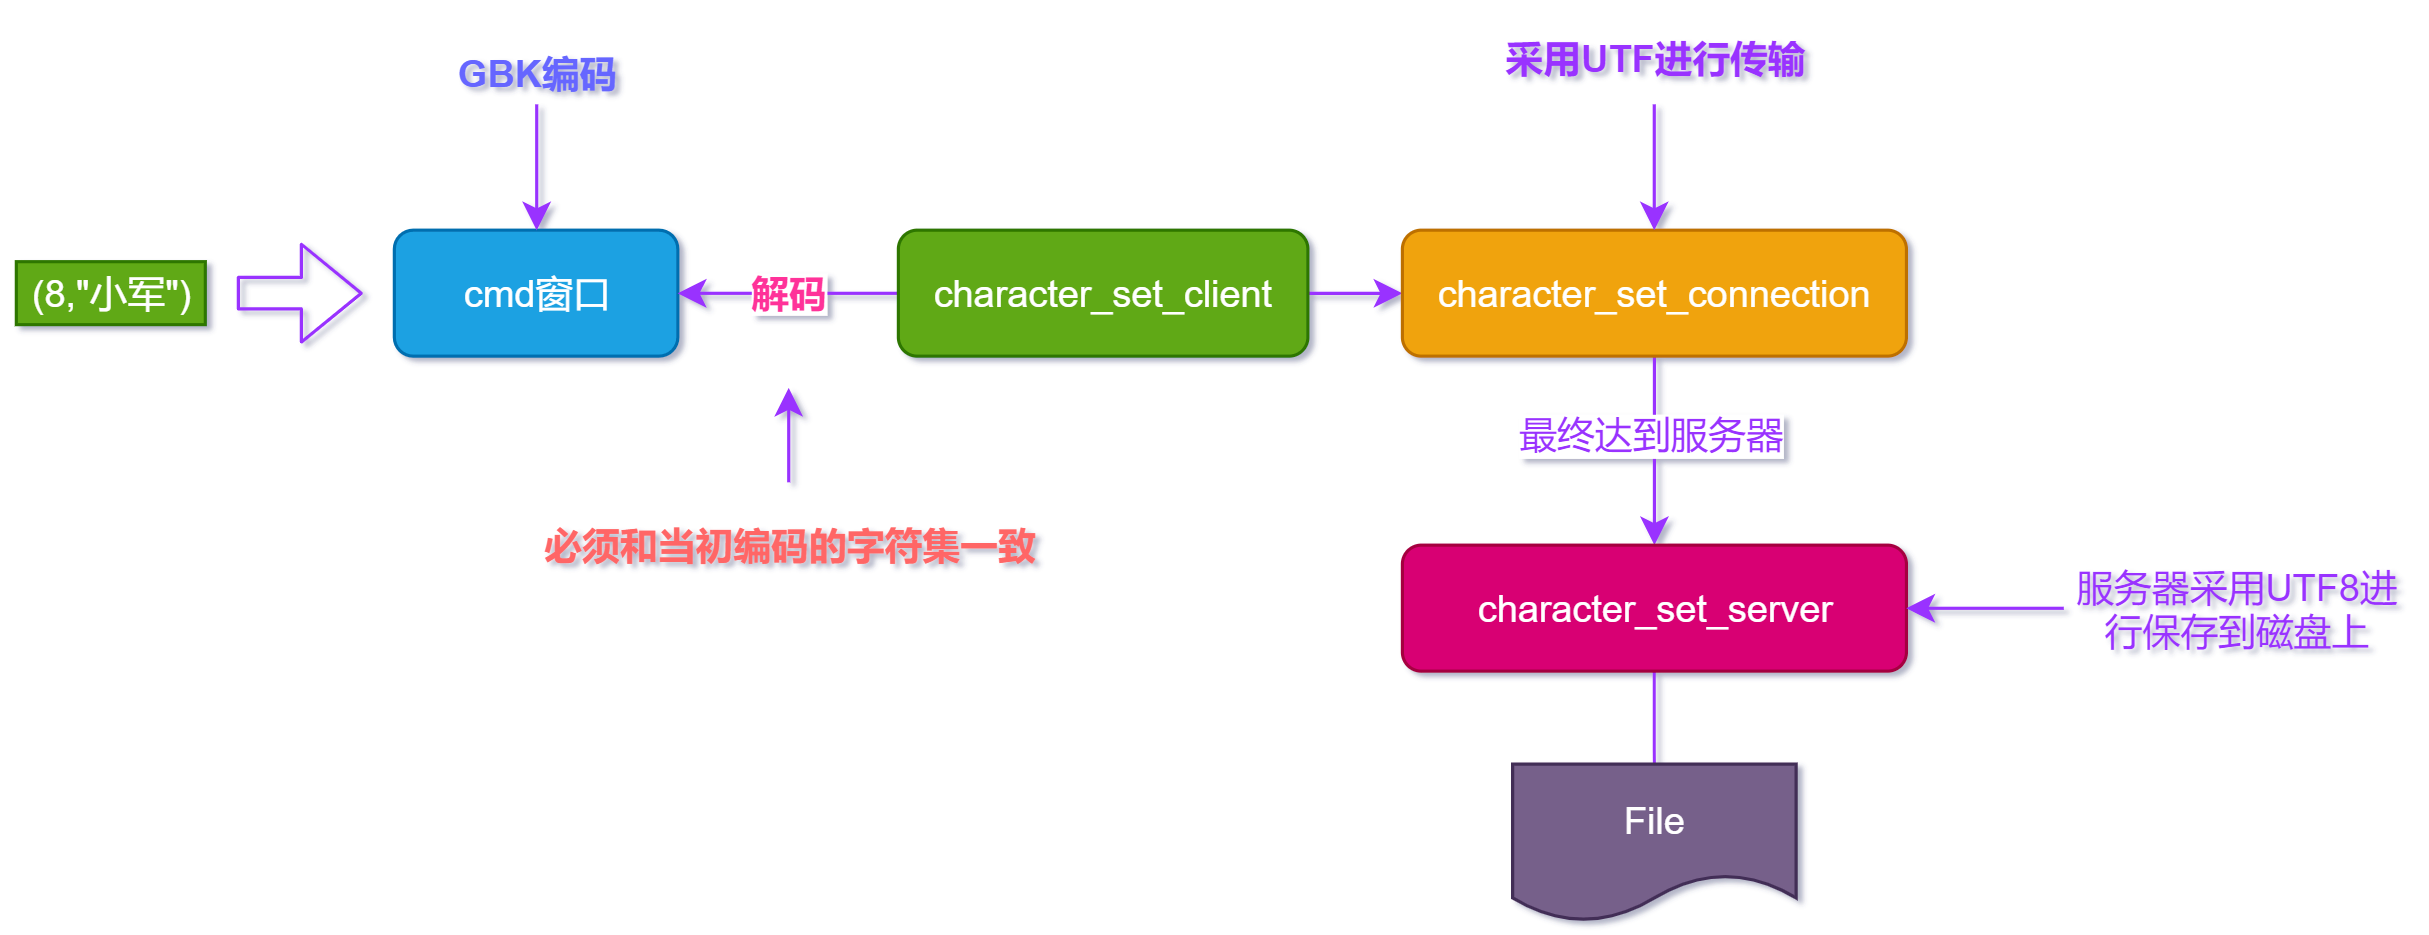 GBK编码
采用UTF进行传输
(8,"小军")
cmd窗口
解码
character_set_client
character_set_connection
最终达到服务器
必须和当初编码的字符集一致
character_set_server
服务器采用UTF8进
行保存到磁盘上
File